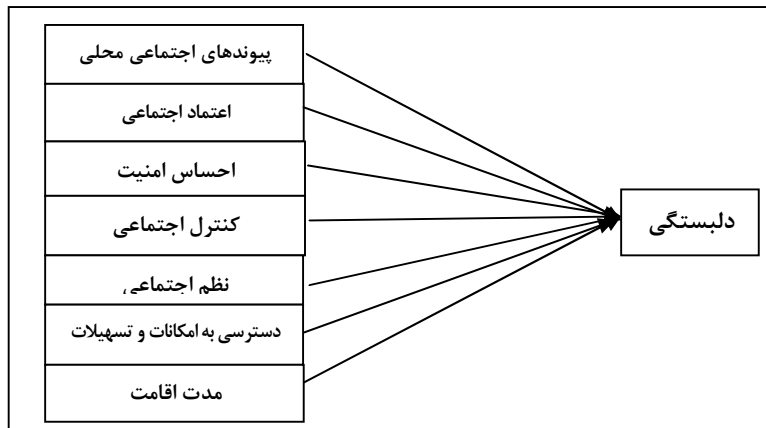 پیوندهای اجتماعی محلی
اعتماد اجتماعی
احساس امنیت
کنترل اجتماعی
نظم اجتماعی
دسترسی به امکانات و تسهیلات
مدت اقامت
دلبستگی